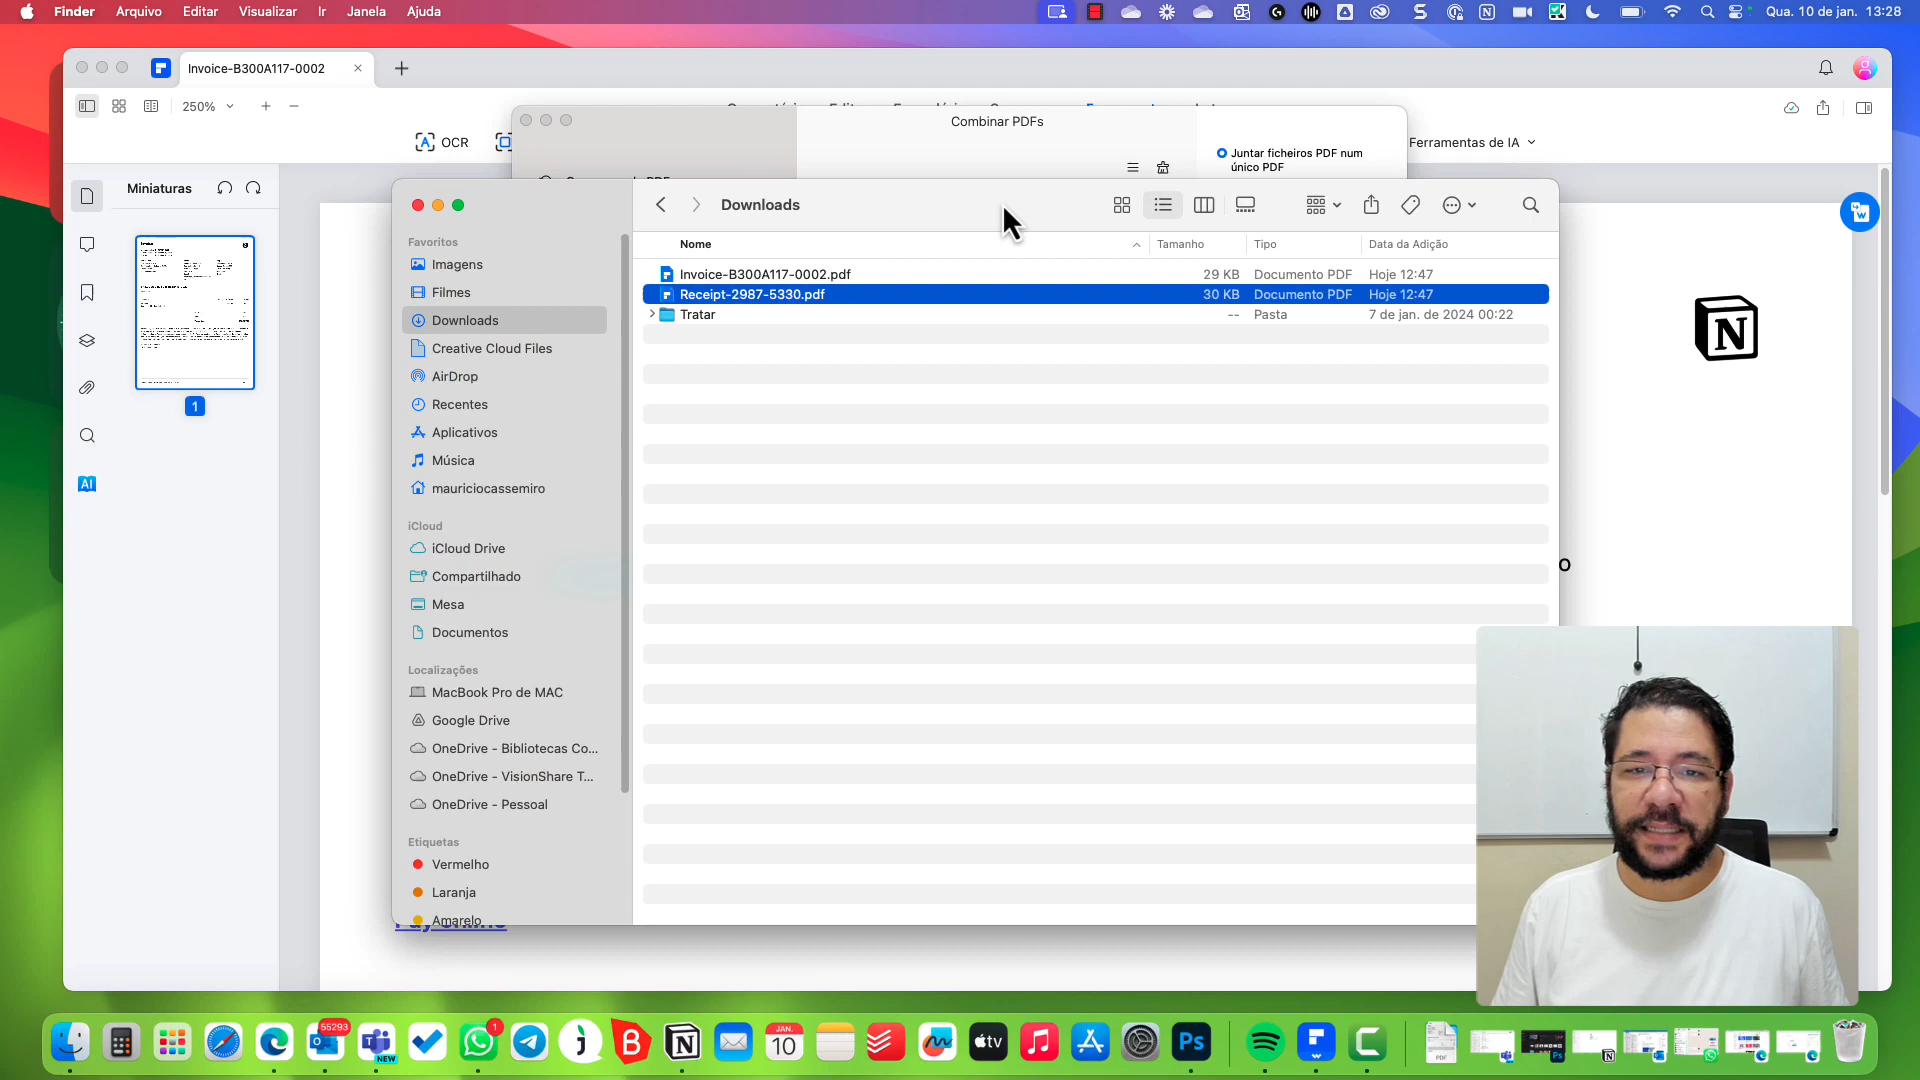 Finder Arquivo Editar Visualizar Ir Janela Ajuda Qua. 10 de jan. 13:28
Invoice-B300A117-0002
250%
Combinar PDFs
OCR
Juntar ficheiros PDF num
único PDF
Ferramentas de IA
Miniaturas
1
Downloads
Nome Tamanho Tipo Data da Adição
Invoice-B300A117-0002.pdf 29 KB Documento PDF Hoje 12:47
Receipt-2987-5330.pdf 30 KB Documento PDF Hoje 12:47
Tratar -- Pasta 7 de jan. de 2024 00:22
Favoritos
Imagens
Filmes
Downloads
Creative Cloud Files
AirDrop
Recentes
Aplicativos
Música
mauriciocassemiro
iCloud
iCloud Drive
Compartilhado
Mesa
Documentos
Localizações
MacBook Pro de MAC
Google Drive
OneDrive - Bibliotecas Co...
OneDrive - VisionShare T...
OneDrive - Pessoal
Etiquetas
Vermelho
Laranja
Amarelo
AI
N
o
55293
NEW
1
JAN.
10
tv
Ps
PDF